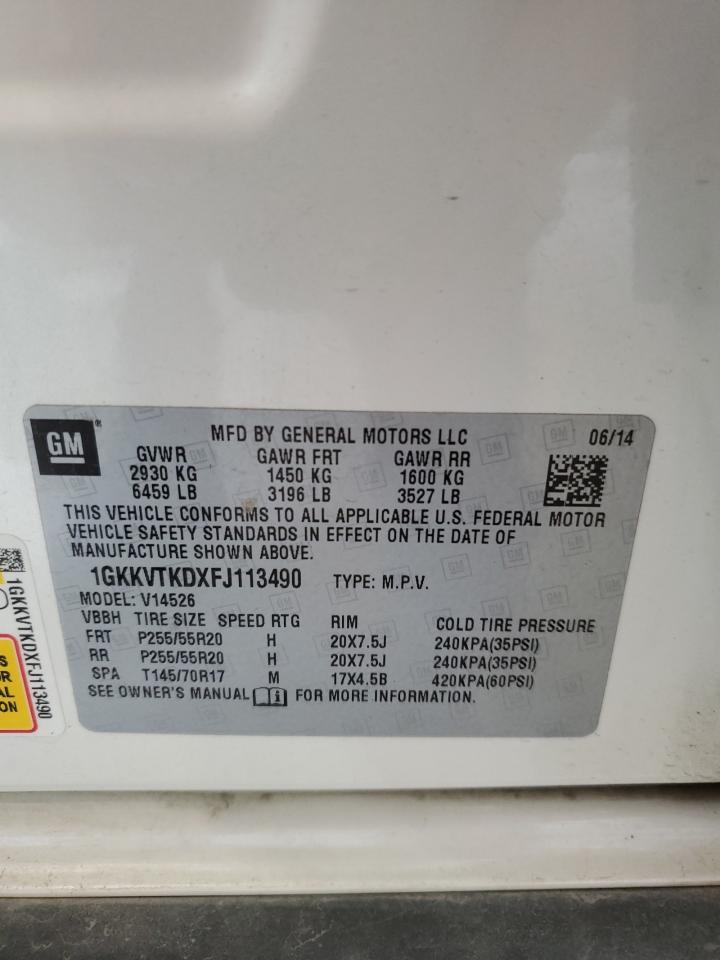 GM ®
MFD BY GENERAL MOTORS LLC 06/14
GVWR GAWR FRT GAWR RR
2930 KG 1450 KG 1600 KG
6459 LB 3196 LB 3527 LB
THIS VEHICLE CONFORMS TO ALL APPLICABLE U.S. FEDERAL MOTOR
VEHICLE SAFETY STANDARDS IN EFFECT ON THE DATE OF
MANUFACTURE SHOWN ABOVE.
1GKKVTKDXFJ113490 TYPE: M.P.V.
MODEL: V14526
VBBH TIRE SIZE SPEED RTG RIM COLD TIRE PRESSURE
FRT P255/55R20 H 20X7.5J 240KPA(35PSI)
RR P255/55R20 H 20X7.5J 240KPA(35PSI)
SPA T145/70R17 M 17X4.5B 420KPA(60PSI)
SEE OWNER'S MANUAL FOR MORE INFORMATION.
1GKKVTKDXFJ113490